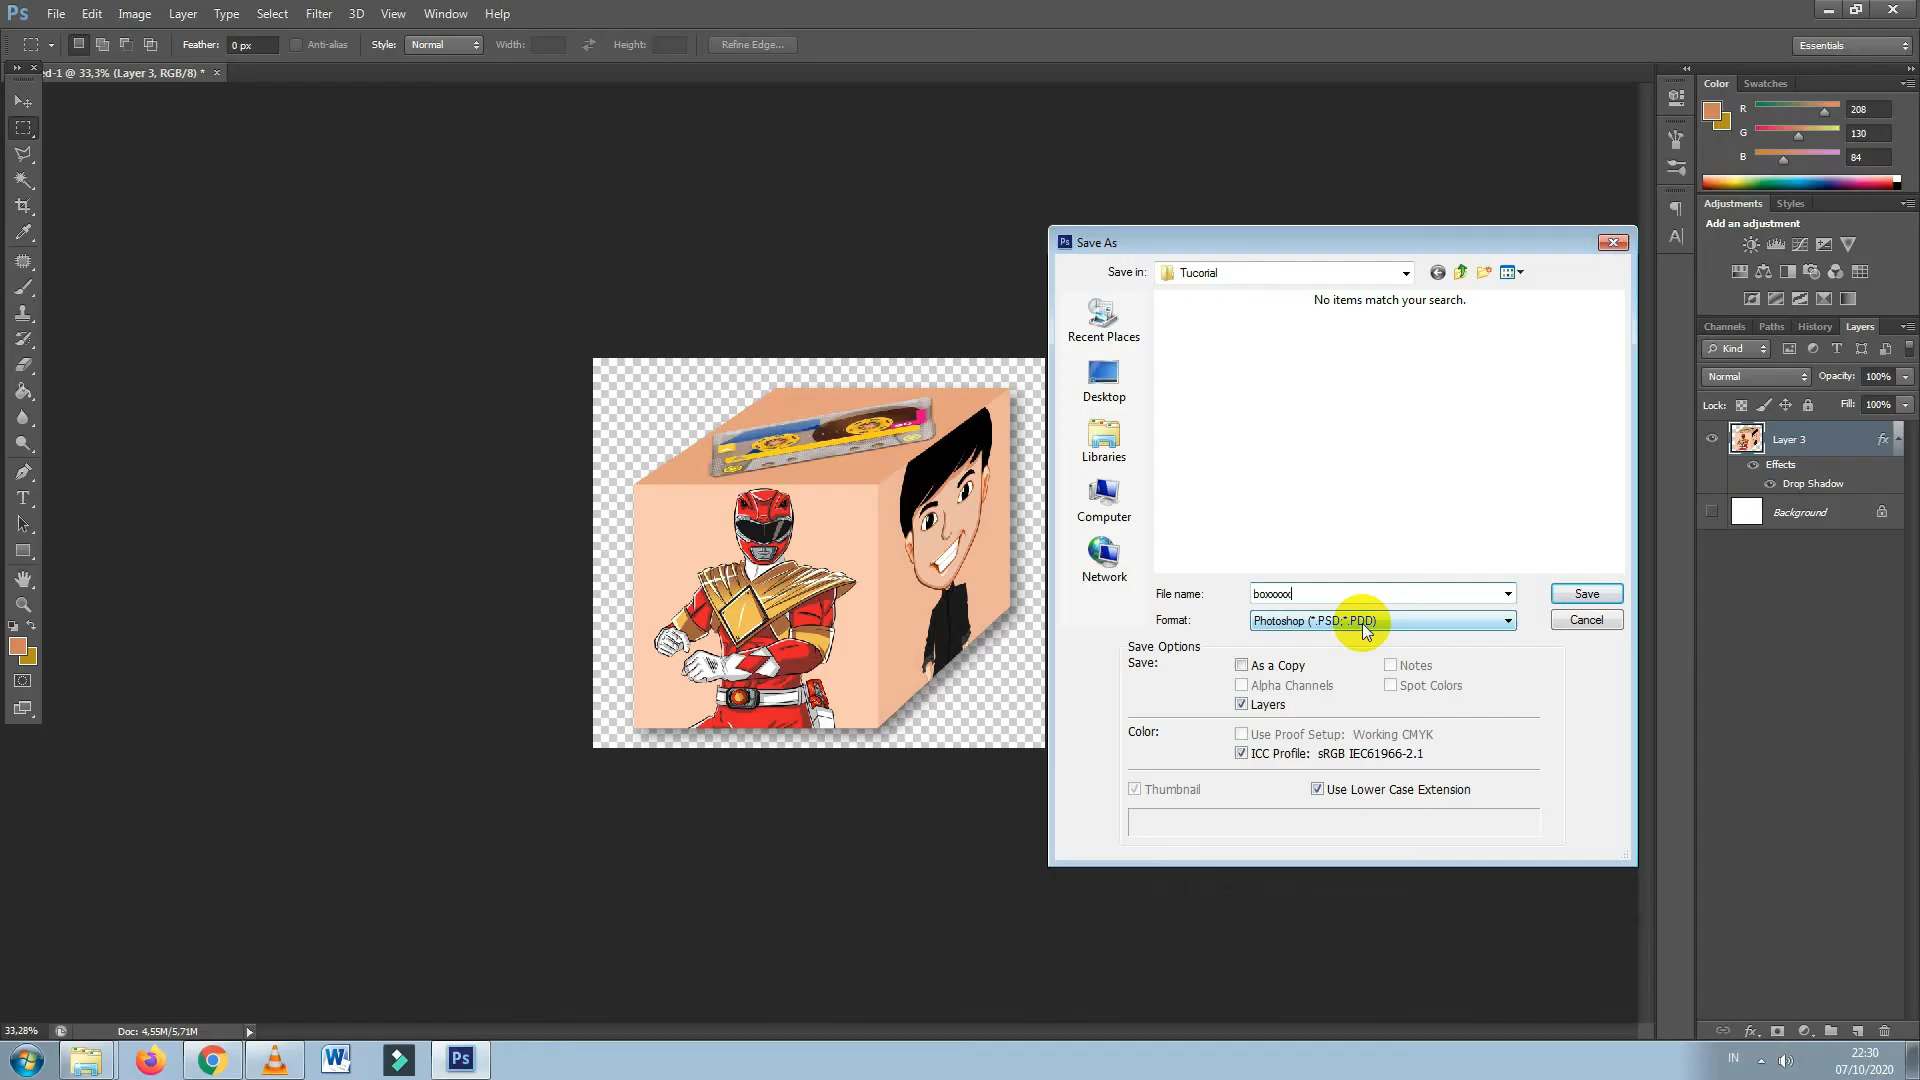 Ps File Edit Image Layer Type Select Filter 3D View Window Help
Feather: 0 px Anti-alias Style: Normal Width: Height: Refine Edge... Essentials
ed-1 @ 33,3% (Layer 3, RGB/8) * ×
Color Swatches
R 208
G 130
B 84
Adjustments Styles
Add an adjustment
Channels Paths History Layers
Kind
Normal Opacity: 100%
Lock: Fill: 100%
Layer 3 fx
Effects
Drop Shadow
Background
Ps Save As
Save in: Tucorial
No items match your search.
Recent Places
Desktop
Libraries
Computer
Network
File name: boxxxxx Save
Format: Photoshop (*.PSD;*.PDD) Cancel
Save Options
Save: As a Copy Notes
Alpha Channels Spot Colors
Layers
Color: Use Proof Setup: Working CMYK
ICC Profile: sRGB IEC61966-2.1
Thumbnail Use Lower Case Extension
33,28% Doc: 4,55M/5,71M
IN 22:30
07/10/2020